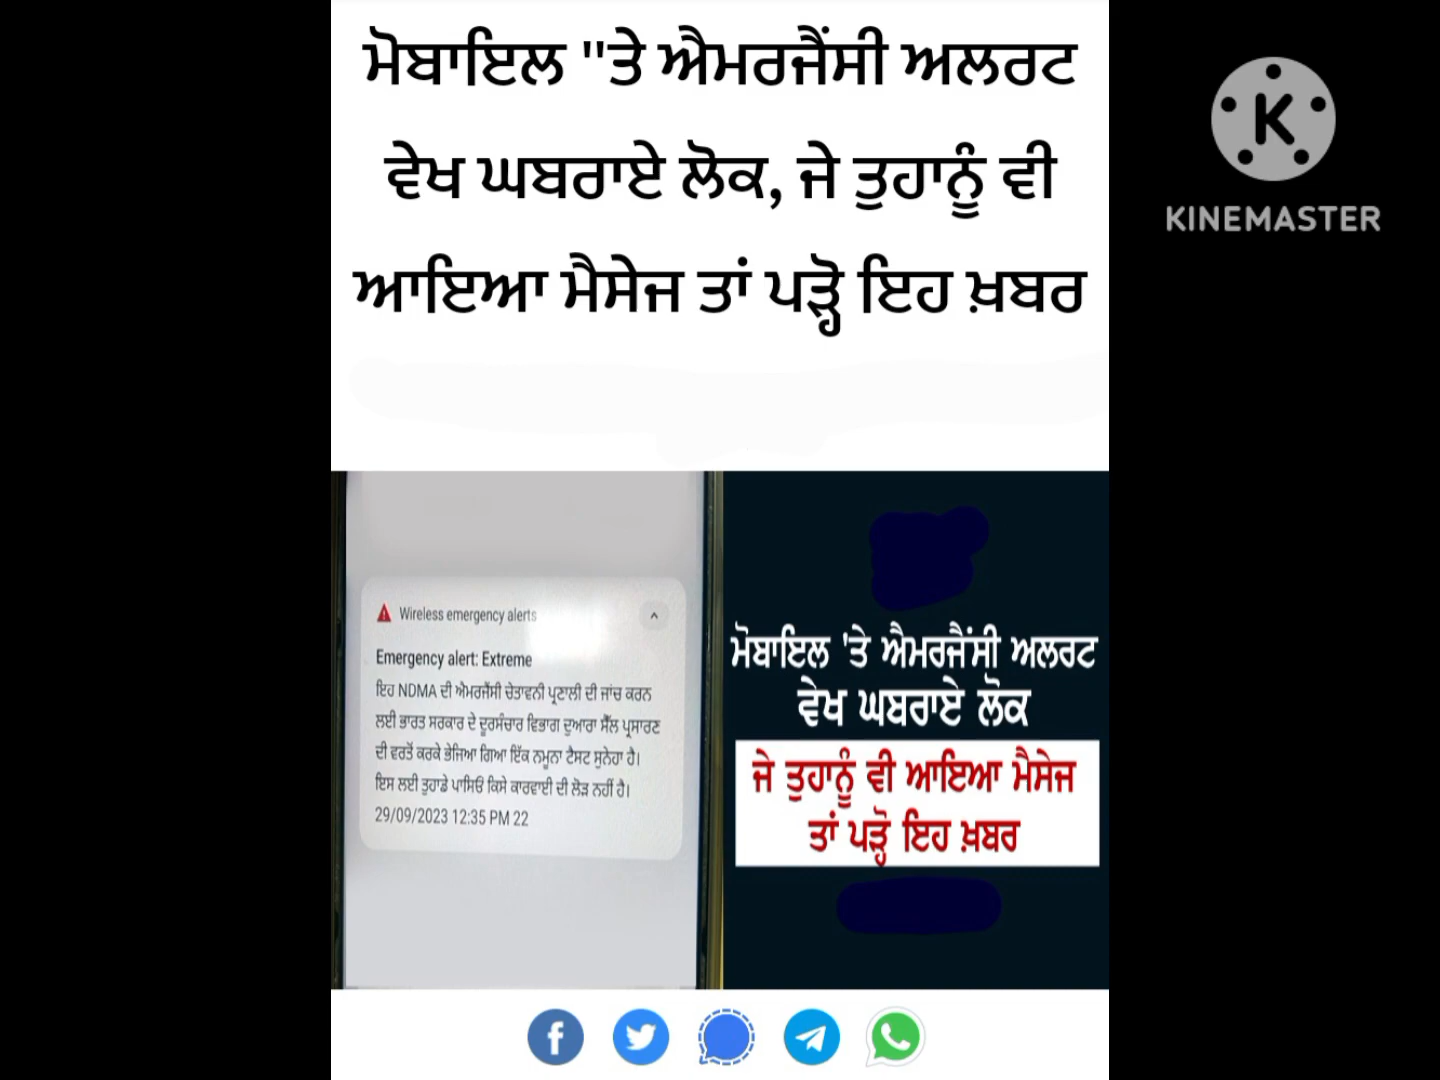 ਮੋਬਾਇਲ "ਤੇ ਐਮਰਜੈਂਸੀ ਅਲਰਟ
ਵੇਖ ਘਬਰਾਏ ਲੋਕ, ਜੇ ਤੁਹਾਨੂੰ ਵੀ
ਆਇਆ ਮੈਸੇਜ ਤਾਂ ਪੜ੍ਹੋ ਇਹ ਖ਼ਬਰ
KINEMASTER
Wireless emergency alerts
Emergency alert: Extreme
ਇਹ NDMA ਦੀ ਐਮਰਜੈਂਸੀ ਚੇਤਾਵਨੀ ਪ੍ਰਣਾਲੀ ਦੀ ਜਾਂਚ ਕਰਨ
ਲਈ ਭਾਰਤ ਸਰਕਾਰ ਦੇ ਦੂਰਸੰਚਾਰ ਵਿਭਾਗ ਦੁਆਰਾ ਸੈੱਲ ਪ੍ਰਸਾਰਣ
ਦੀ ਵਰਤੋਂ ਕਰਕੇ ਭੇਜਿਆ ਗਿਆ ਇੱਕ ਨਮੂਨਾ ਟੈਸਟ ਸੁਨੇਹਾ ਹੈ।
ਇਸ ਲਈ ਤੁਹਾਡੇ ਪਾਸਿਓਂ ਕਿਸੇ ਕਾਰਵਾਈ ਦੀ ਲੋੜ ਨਹੀਂ ਹੈ।
29/09/2023 12:35 PM 22
ਮੋਬਾਇਲ 'ਤੇ ਐਮਰਜੈਂਸੀ ਅਲਰਟ
ਵੇਖ ਘਬਰਾਏ ਲੋਕ
ਜੇ ਤੁਹਾਨੂੰ ਵੀ ਆਇਆ ਮੈਸੇਜ
ਤਾਂ ਪੜ੍ਹੋ ਇਹ ਖ਼ਬਰ